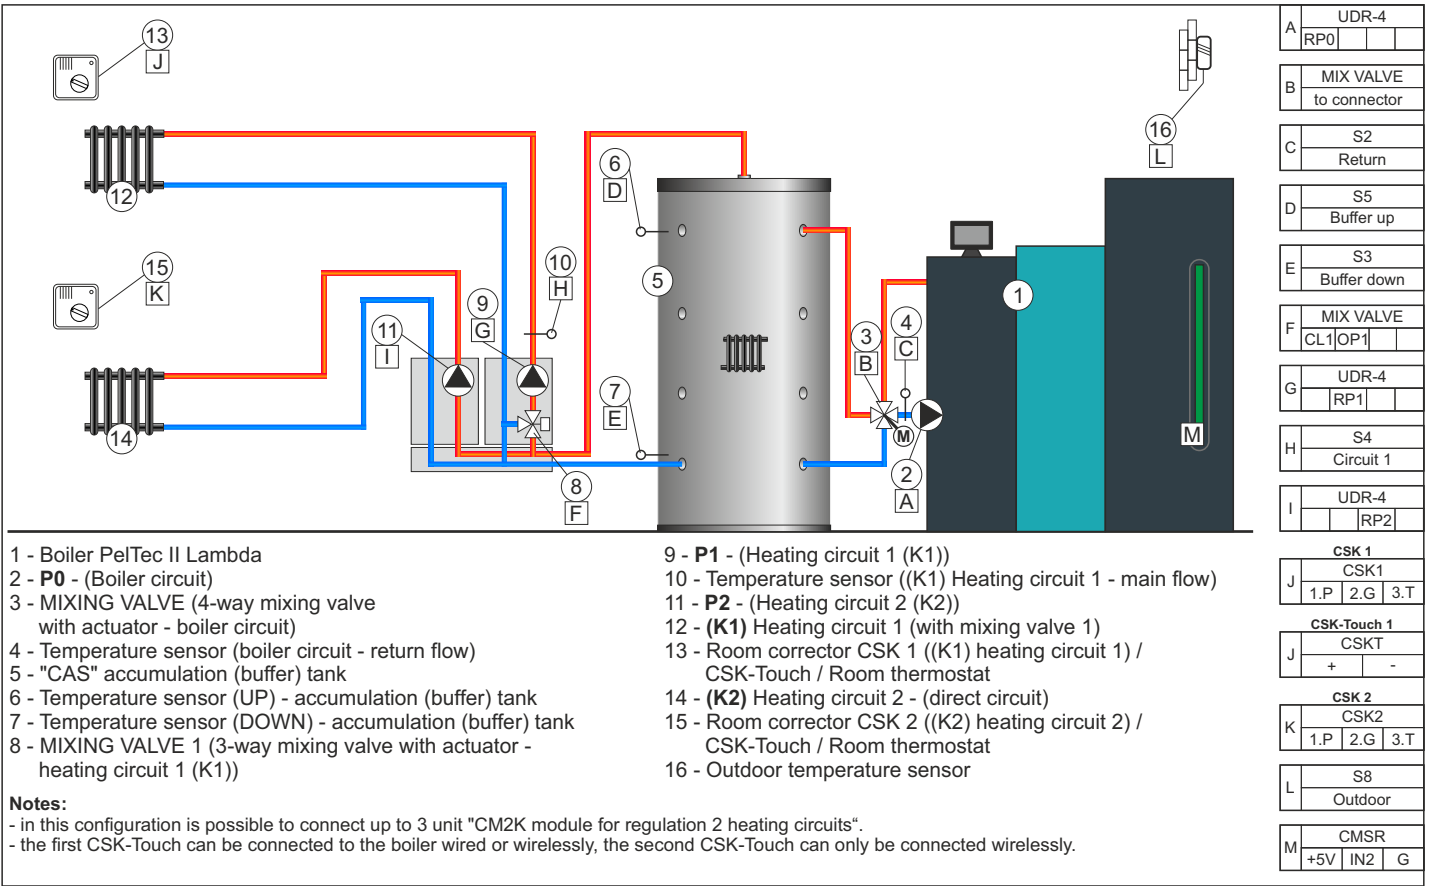 13
J
12
15
K
14
11
I
9
G
10
H
8
F
6
D
5
7
E
3
B
4
C
M
2
A
1
16
L
M
1 - Boiler PelTec II Lambda
2 - P0 - (Boiler circuit)
3 - MIXING VALVE (4-way mixing valve
with actuator - boiler circuit)
4 - Temperature sensor (boiler circuit - return flow)
5 - "CAS" accumulation (buffer) tank
6 - Temperature sensor (UP) - accumulation (buffer) tank
7 - Temperature sensor (DOWN) - accumulation (buffer) tank
8 - MIXING VALVE 1 (3-way mixing valve with actuator -
heating circuit 1 (K1))
9 - P1 - (Heating circuit 1 (K1))
10 - Temperature sensor ((K1) Heating circuit 1 - main flow)
11 - P2 - (Heating circuit 2 (K2))
12 - (K1) Heating circuit 1 (with mixing valve 1)
13 - Room corrector CSK 1 ((K1) heating circuit 1) /
CSK-Touch / Room thermostat
14 - (K2) Heating circuit 2 - (direct circuit)
15 - Room corrector CSK 2 ((K2) heating circuit 2) /
CSK-Touch / Room thermostat
16 - Outdoor temperature sensor
Notes:
- in this configuration is possible to connect up to 3 unit "CM2K module for regulation 2 heating circuits“.
- the first CSK-Touch can be connected to the boiler wired or wirelessly, the second CSK-Touch can only be connected wirelessly.
A
UDR-4
RP0
B
MIX VALVE
to connector
C
S2
Return
D
S5
Buffer up
E
S3
Buffer down
F
MIX VALVE
CL1 OP1
G
UDR-4
RP1
H
S4
Circuit 1
I
UDR-4
RP2
CSK 1
J
CSK1
1.P 2.G 3.T
CSK-Touch 1
J
CSKT
+ -
CSK 2
K
CSK2
1.P 2.G 3.T
L
S8
Outdoor
M
CMSR
+5V IN2 G